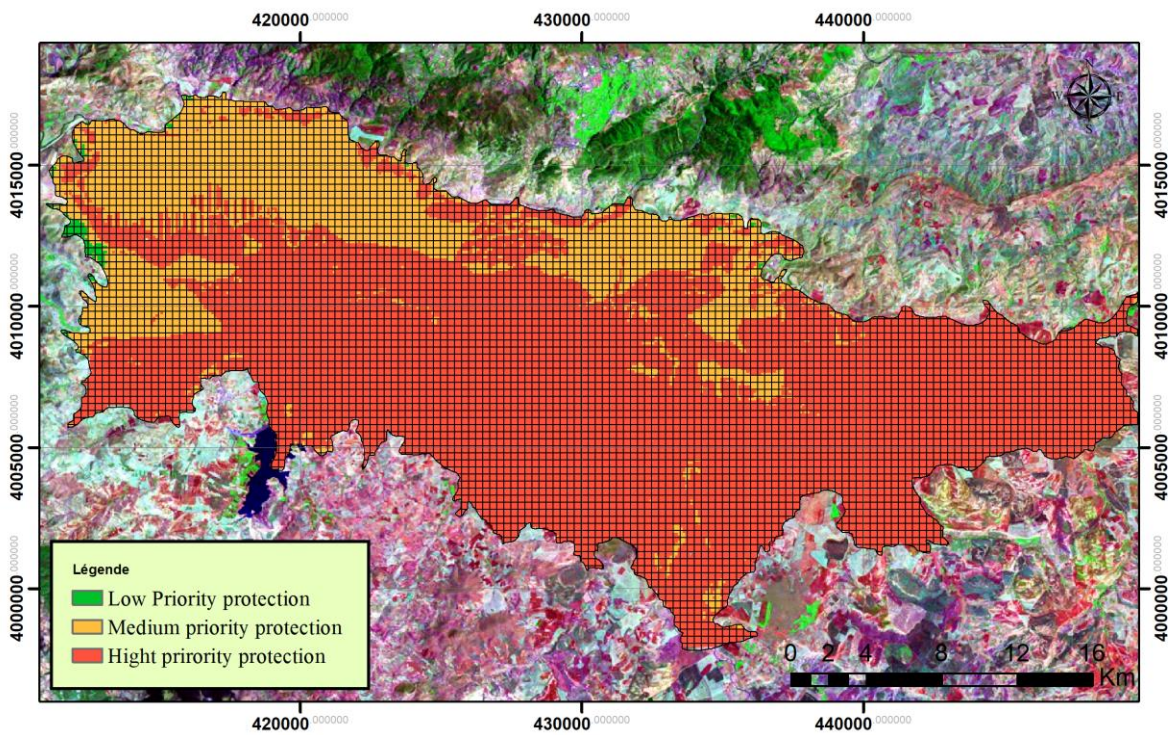 420000.000000 430000.000000 440000.000000
N
W E
S
4015000.000000 4015000.000000
4010000.000000 4010000.000000
4005000.000000 4005000.000000
4000000.000000 4000000.000000
Légende
Low Priority protection
Medium priority protection
Hight prirority protection
0 2 4 8 12 16
Km
420000.000000 430000.000000 440000.000000